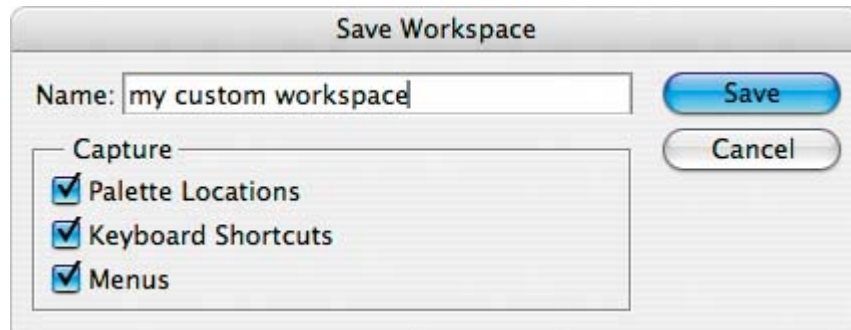 Save Workspace
Name: my custom workspace
Save
Capture
Cancel
Palette Locations
Keyboard Shortcuts
Menus